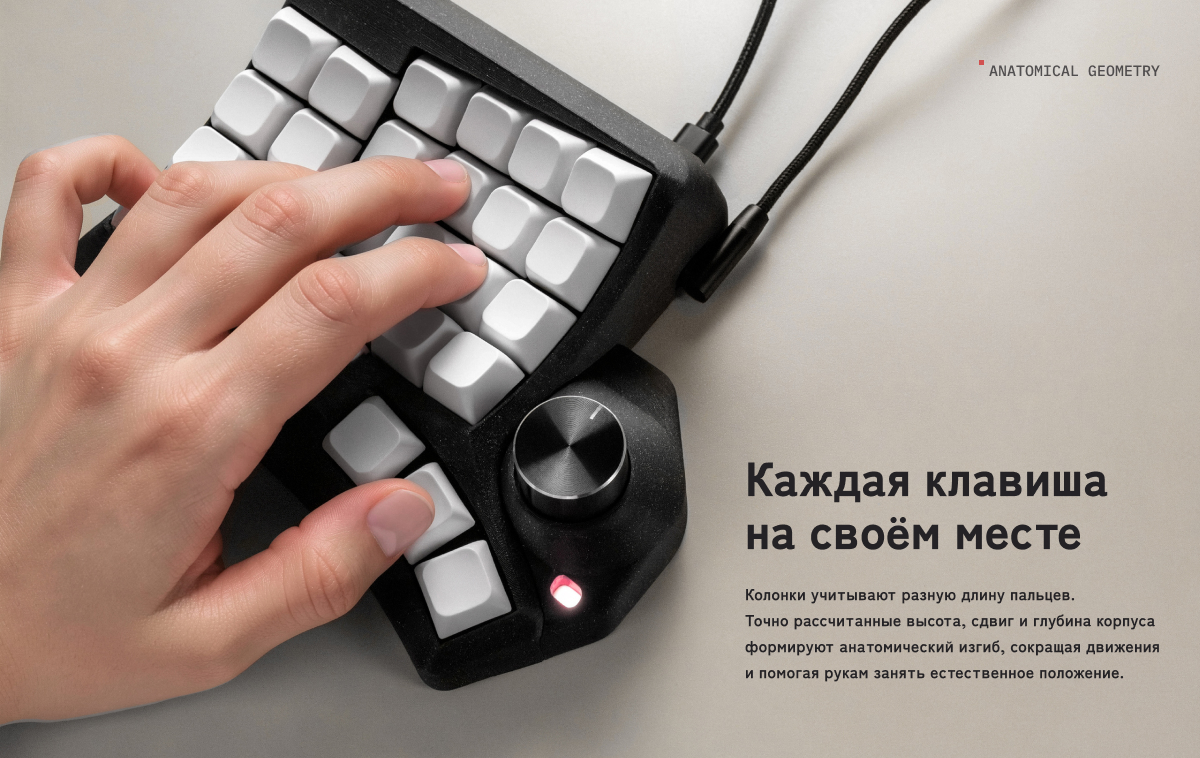 ANATOMICAL GEOMETRY
Каждая клавиша
на своём месте
Колонки учитывают разную длину пальцев.
Точно рассчитанные высота, сдвиг и глубина корпуса
формируют анатомический изгиб, сокращая движения
и помогая рукам занять естественное положение.